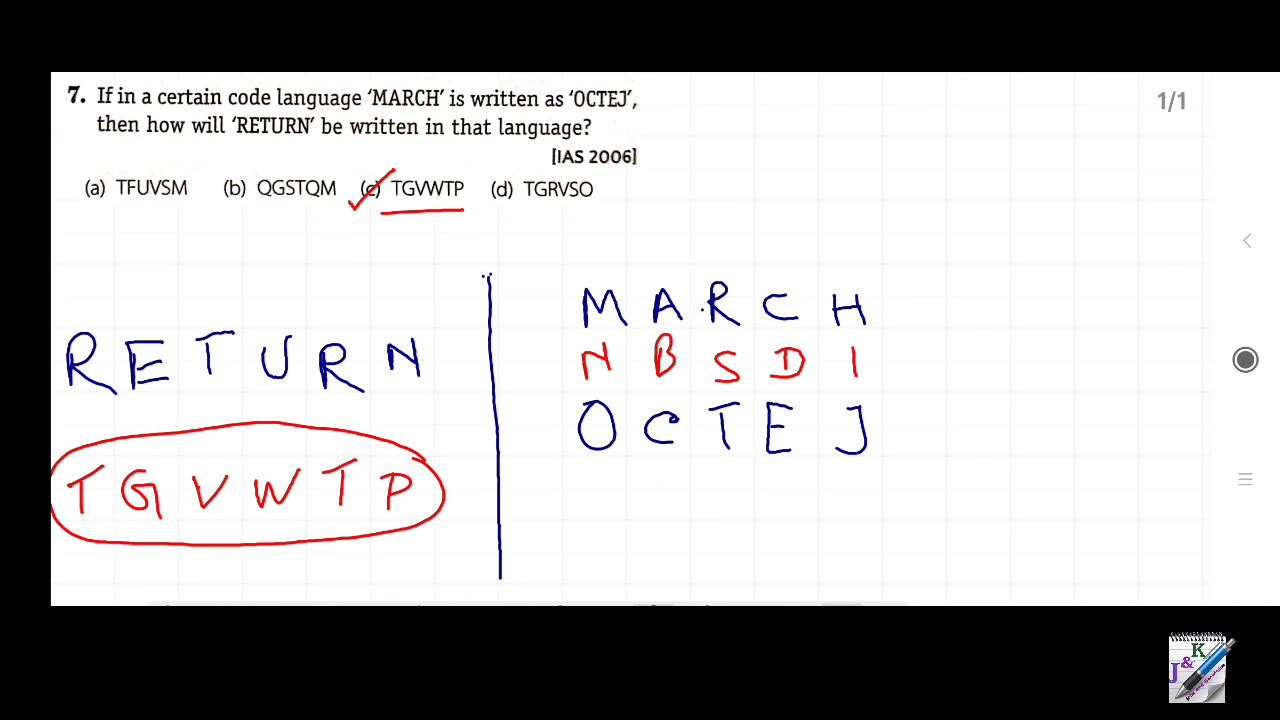 7. If in a certain code language 'MARCH' is written as 'OCTEJ',
then how will 'RETURN' be written in that language?
[IAS 2006]
(a) TFUVSM (b) QGSTQM (c) TGVWTP (d) TGRVSO
1/1
R E T U R N
T G V W T P
M A R C H
N B S D I
O C T E J
J & K